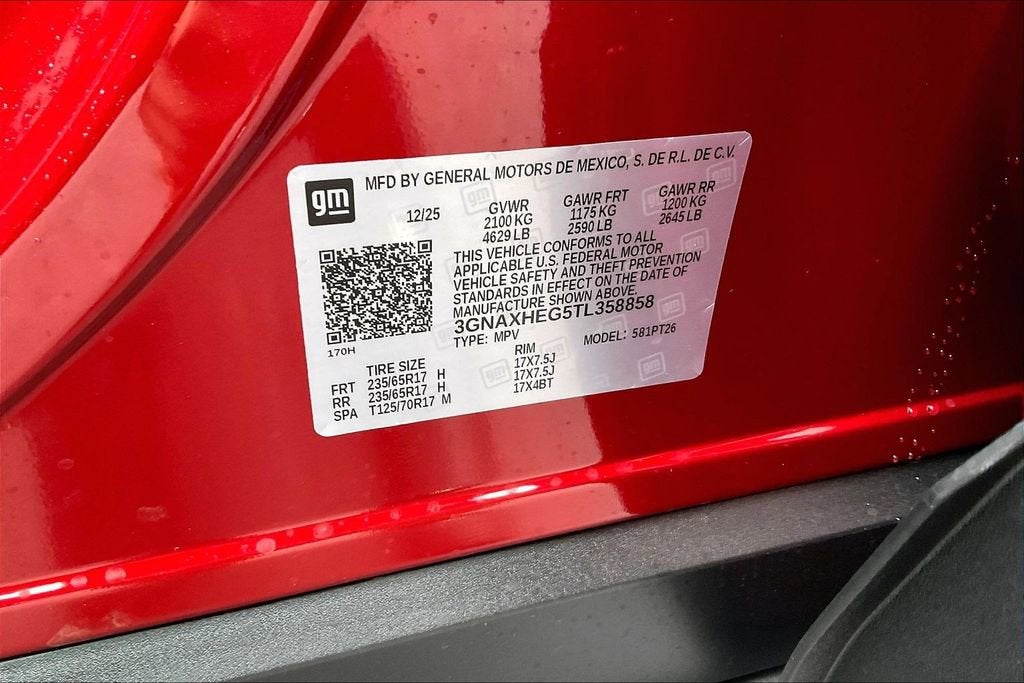 gm
MFD BY GENERAL MOTORS DE MEXICO, S. DE R.L. DE C.V.
12/25 GVWR GAWR FRT GAWR RR
2100 KG 1175 KG 1200 KG
4629 LB 2590 LB 2645 LB
THIS VEHICLE CONFORMS TO ALL
APPLICABLE U.S. FEDERAL MOTOR
VEHICLE SAFETY AND THEFT PREVENTION
STANDARDS IN EFFECT ON THE DATE OF
MANUFACTURE SHOWN ABOVE.
3GNAXHEG5TL358858
TYPE: MPV MODEL: 581PT26
170H
TIRE SIZE RIM
FRT 235/65R17 H 17X7.5J
RR 235/65R17 H 17X7.5J
SPA T125/70R17 M 17X4BT